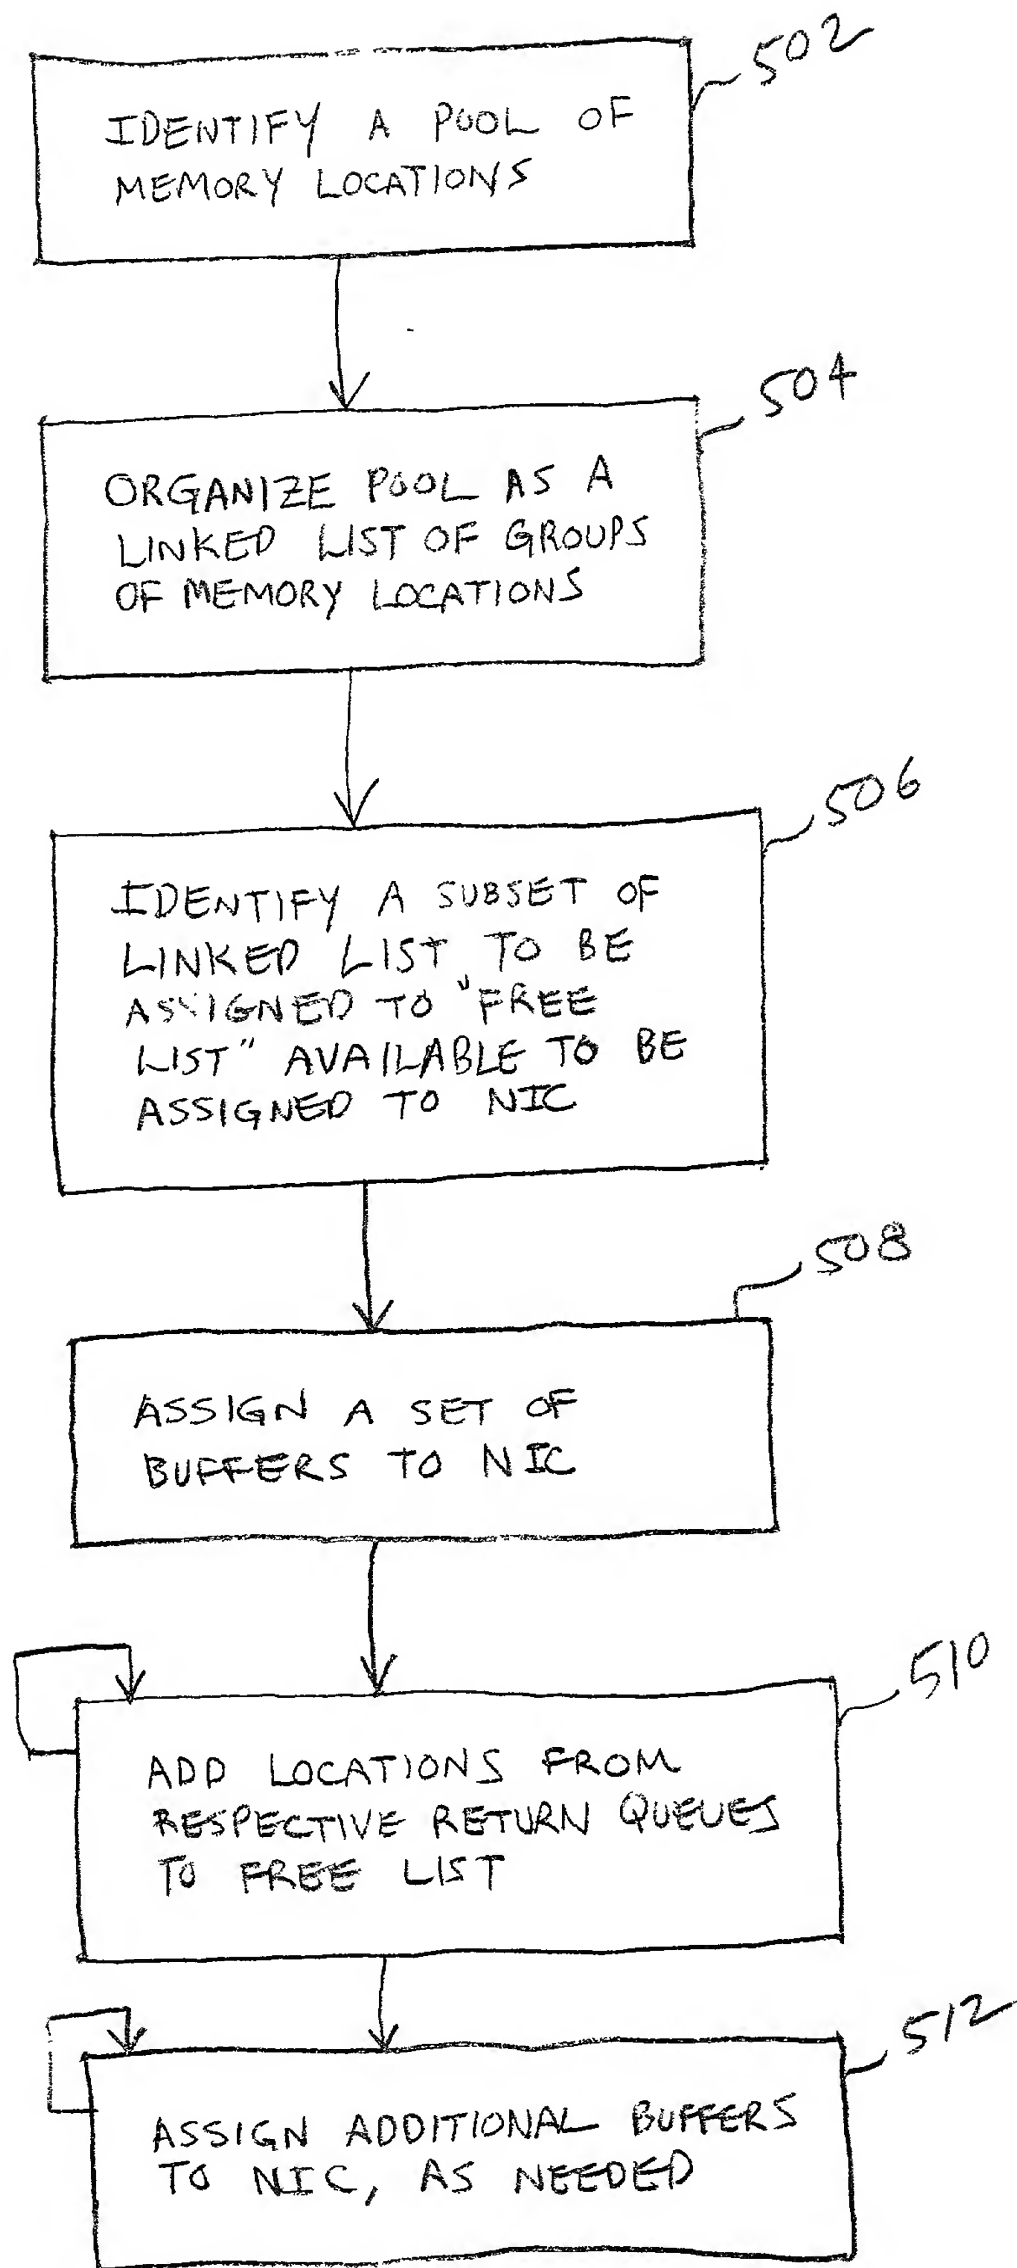 502
IDENTIFY A POOL OF
MEMORY LOCATIONS
504
ORGANIZE POOL AS A
LINKED LIST OF GROUPS
OF MEMORY LOCATIONS
506
IDENTIFY A SUBSET OF
LINKED LIST TO BE
ASSIGNED TO "FREE
LIST" AVAILABLE TO BE
ASSIGNED TO NIC
508
ASSIGN A SET OF
BUFFERS TO NIC
510
ADD LOCATIONS FROM
RESPECTIVE RETURN QUEUES
TO FREE LIST
512
ASSIGN ADDITIONAL BUFFERS
TO NIC, AS NEEDED